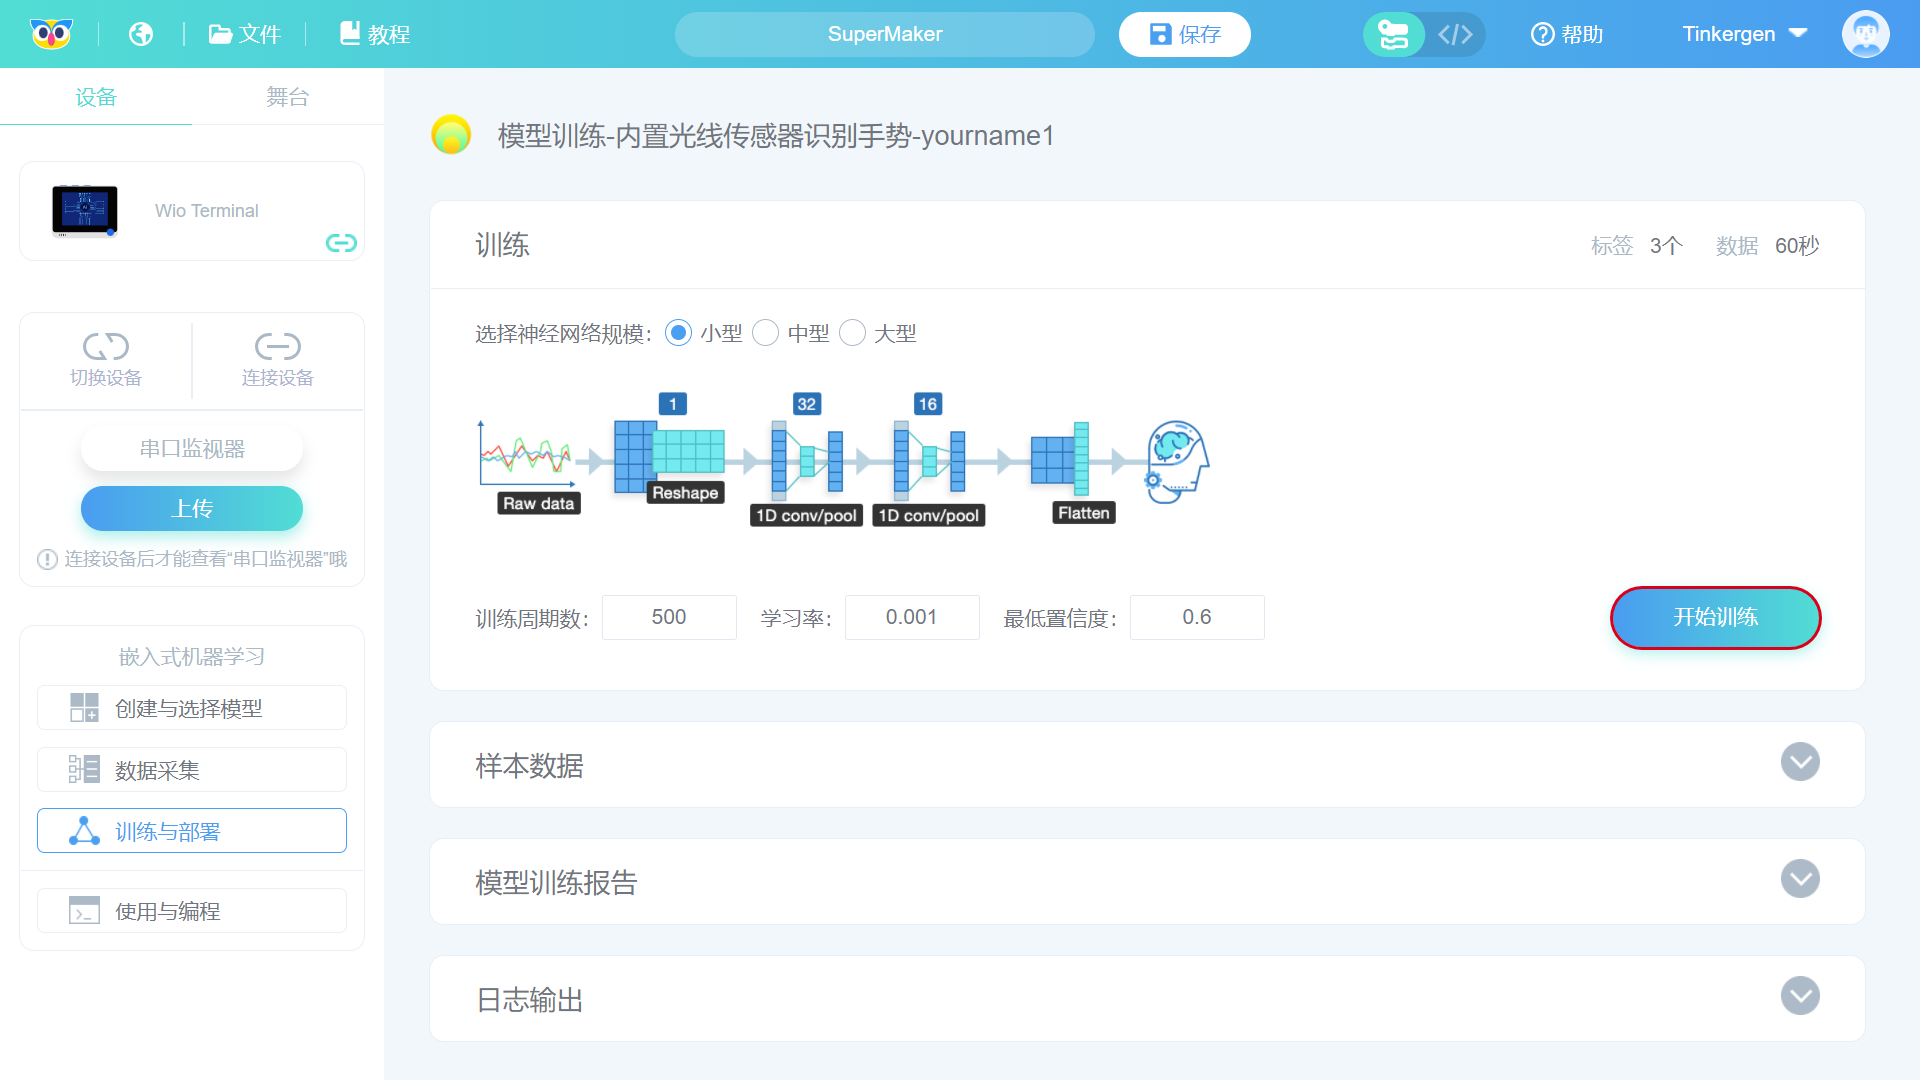 文件
教程
SuperMaker
保存
</>
帮助
Tinkergen
设备
舞台
Wio Terminal
切换设备
连接设备
串口监视器
上传
连接设备后才能查看“串口监视器”哦
嵌入式机器学习
创建与选择模型
数据采集
训练与部署
使用与编程
模型训练-内置光线传感器识别手势-yourname1
训练
标签 3个 数据 60秒
选择神经网络规模: 小型 中型 大型
1
32
16
Raw data
Reshape
1D conv/pool
1D conv/pool
Flatten
训练周期数: 500 学习率: 0.001 最低置信度: 0.6
开始训练
样本数据
模型训练报告
日志输出